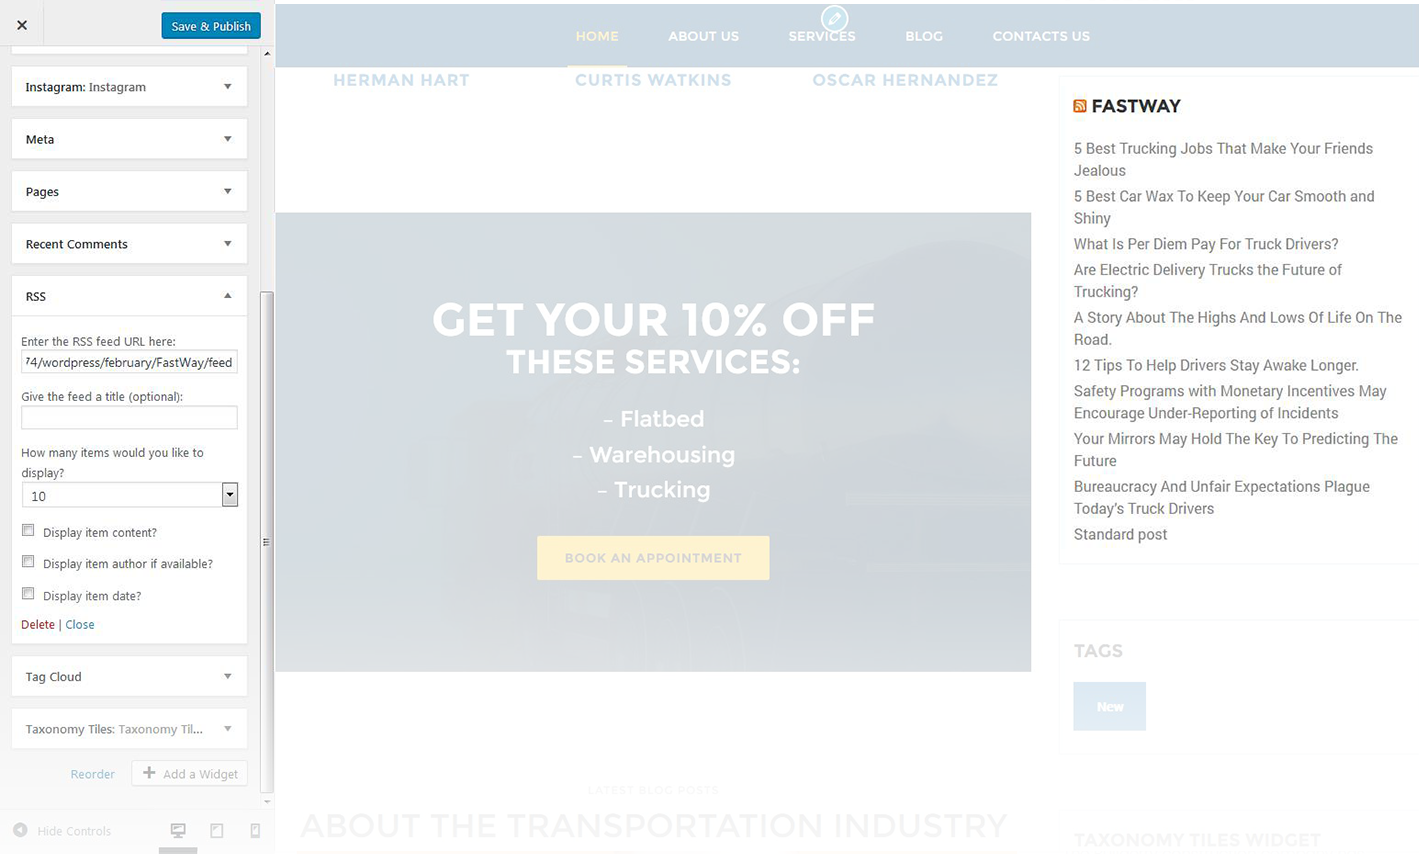 Save & Publish
Instagram: Instagram
Meta
Pages
Recent Comments
RSS
Enter the RSS feed URL here:
74/wordpress/february/FastWay/feed
Give the feed a title (optional):
How many items would you like to
display?
10
Display item content?
Display item author if available?
Display item date?
Delete | Close
Tag Cloud
Taxonomy Tiles: Taxonomy Til...
Reorder
Add a Widget
Hide Controls
HOME
ABOUT US
SERVICES
BLOG
CONTACTS US
HERMAN HART
CURTIS WATKINS
OSCAR HERNANDEZ
GET YOUR 10% OFF
THESE SERVICES:
– Flatbed
– Warehousing
– Trucking
BOOK AN APPOINTMENT
LATEST BLOG POSTS
ABOUT THE TRANSPORTATION INDUSTRY
FASTWAY
5 Best Trucking Jobs That Make Your Friends
Jealous
5 Best Car Wax To Keep Your Car Smooth and
Shiny
What Is Per Diem Pay For Truck Drivers?
Are Electric Delivery Trucks the Future of
Trucking?
A Story About The Highs And Lows Of Life On The
Road.
12 Tips To Help Drivers Stay Awake Longer.
Safety Programs with Monetary Incentives May
Encourage Under-Reporting of Incidents
Your Mirrors May Hold The Key To Predicting The
Future
Bureaucracy And Unfair Expectations Plague
Today's Truck Drivers
Standard post
TAGS
New
TAXONOMY TILES WIDGET